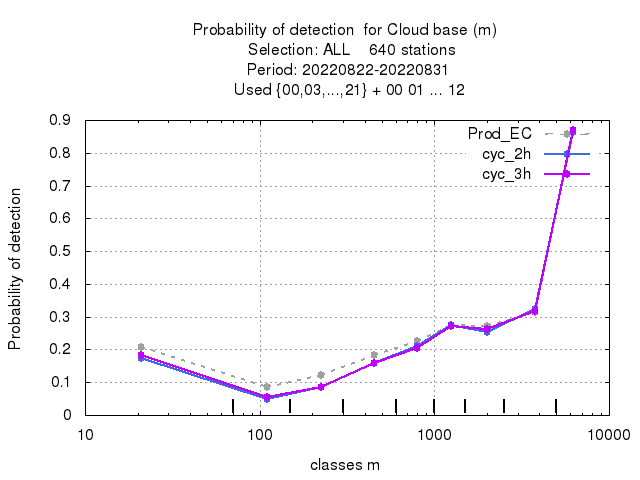 Probability of detection  for Cloud base (m)
Selection: ALL    640 stations
Period: 20220822-20220831
Used {00,03,...,21} + 00 01 ... 12
Probability of detection
0.9
0.8
0.7
0.6
0.5
0.4
0.3
0.2
0.1
0
Prod_EC
cyc_2h
cyc_3h
10 100 1000 10000
classes m